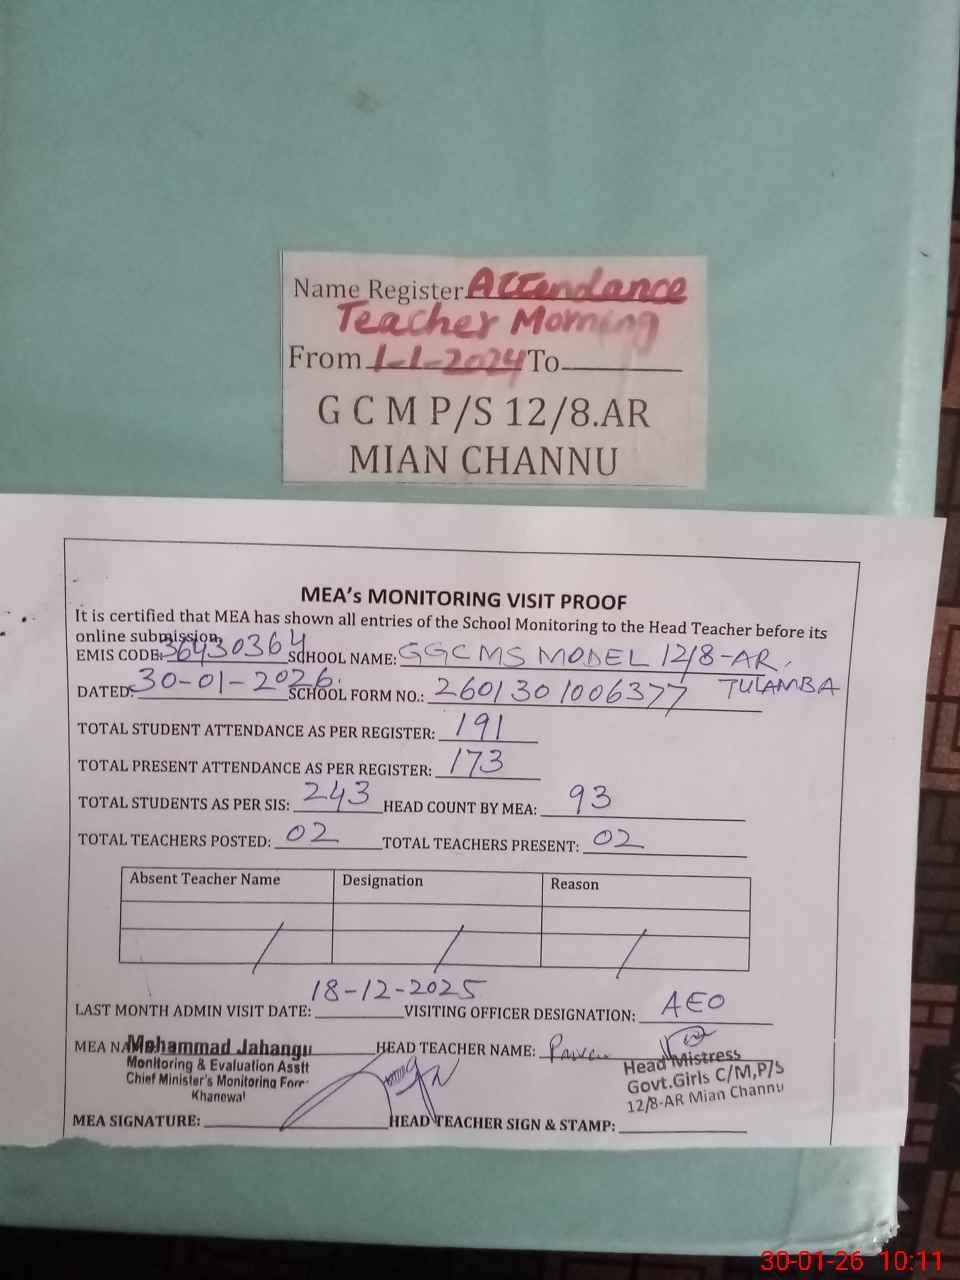 Name Register Attendance
Teacher Morning
From 1-1-2024 To
G C M P/S 12/8.AR
MIAN CHANNU
MEA's MONITORING VISIT PROOF
It is certified that MEA has shown all entries of the School Monitoring to the Head Teacher before its
online submission.
EMIS CODE: 36430364 SCHOOL NAME: GGCMS MODEL 12/8-AR,
TULAMBA
DATED: 30-01-2026. SCHOOL FORM NO.: 2601301006377
TOTAL STUDENT ATTENDANCE AS PER REGISTER: 191
TOTAL PRESENT ATTENDANCE AS PER REGISTER: 173
TOTAL STUDENTS AS PER SIS: 243 HEAD COUNT BY MEA: 93
TOTAL TEACHERS POSTED: 02 TOTAL TEACHERS PRESENT: 02
Absent Teacher Name Designation Reason
LAST MONTH ADMIN VISIT DATE: 18-12-2025 VISITING OFFICER DESIGNATION: AEO
MEA NAME: Mohammad Jahangir HEAD TEACHER NAME:
Monitoring & Evaluation Asstt
Chief Minister's Monitoring Force
Khanewal
Head Mistress
Govt.Girls C/M,P/S
12/8-AR Mian Channu
MEA SIGNATURE: HEAD TEACHER SIGN & STAMP:
30-01-26 10:11